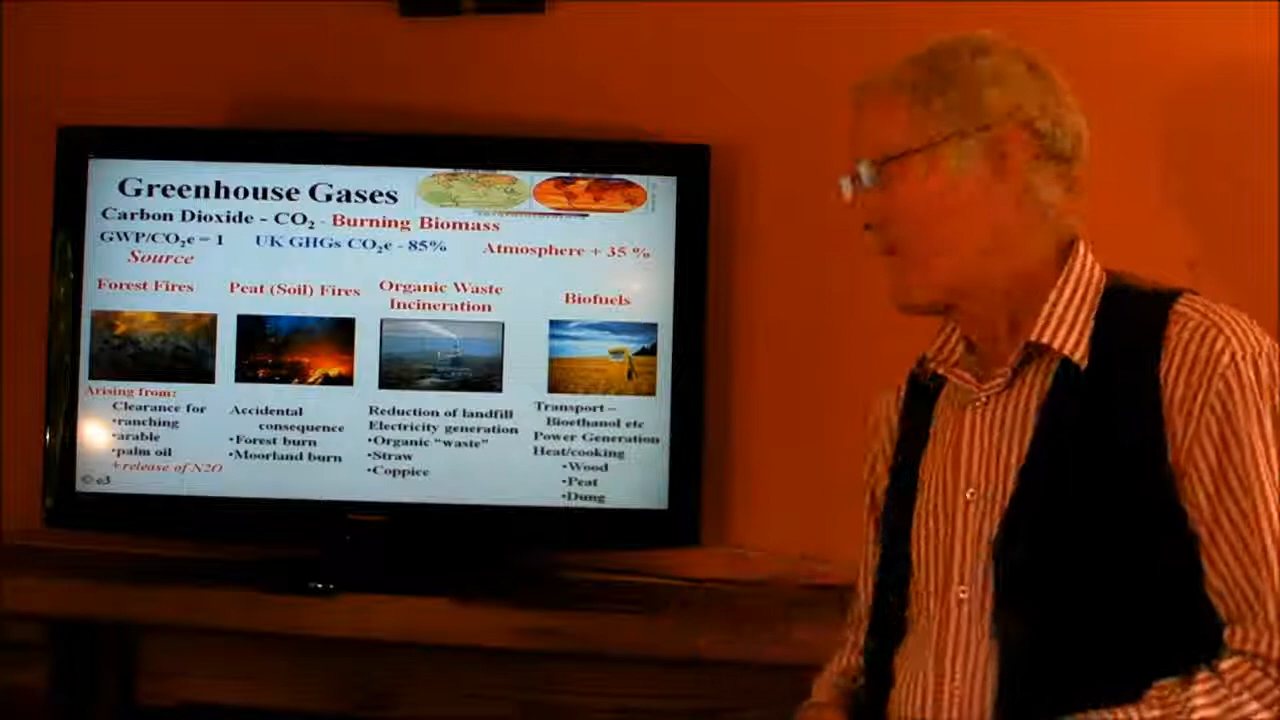 Greenhouse Gases
Carbon Dioxide - CO₂ - Burning Biomass
GWP/CO₂e = 1 UK GHGs CO₂e - 85% Atmosphere + 35 %
Source
Forest Fires
Peat (Soil) Fires
Organic Waste
Incineration
Biofuels
Arising from:
Clearance for
•ranching
•arable
•palm oil
+release of N2O
Accidental
consequence
•Forest burn
•Moorland burn
Reduction of landfill
Electricity generation
•Organic "waste"
•Straw
•Coppice
Transport –
Bioethanol etc
Power Generation
Heat/cooking
•Wood
•Peat
•Dung
© e3